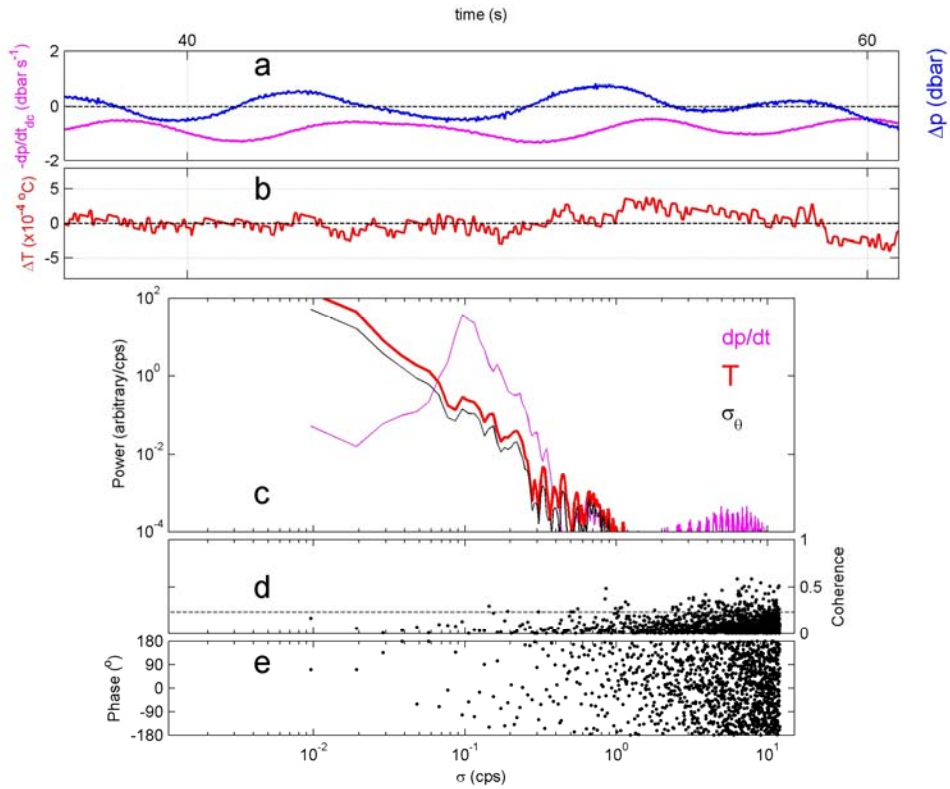 time (s)
40 60
2
0
-2
-dp/dt_dc (dbar s⁻¹)
a
Δp (dbar)
5
0
-5
ΔT (x10⁻⁴ °C)
b
10²
10⁰
10⁻²
10⁻⁴
Power (arbitrary/cps)
dp/dt
T
σ_θ
c
1
0.5
0
Coherence
d
180
90
0
-90
-180
Phase (°)
e
10⁻² 10⁻¹ 10⁰ 10¹
σ (cps)